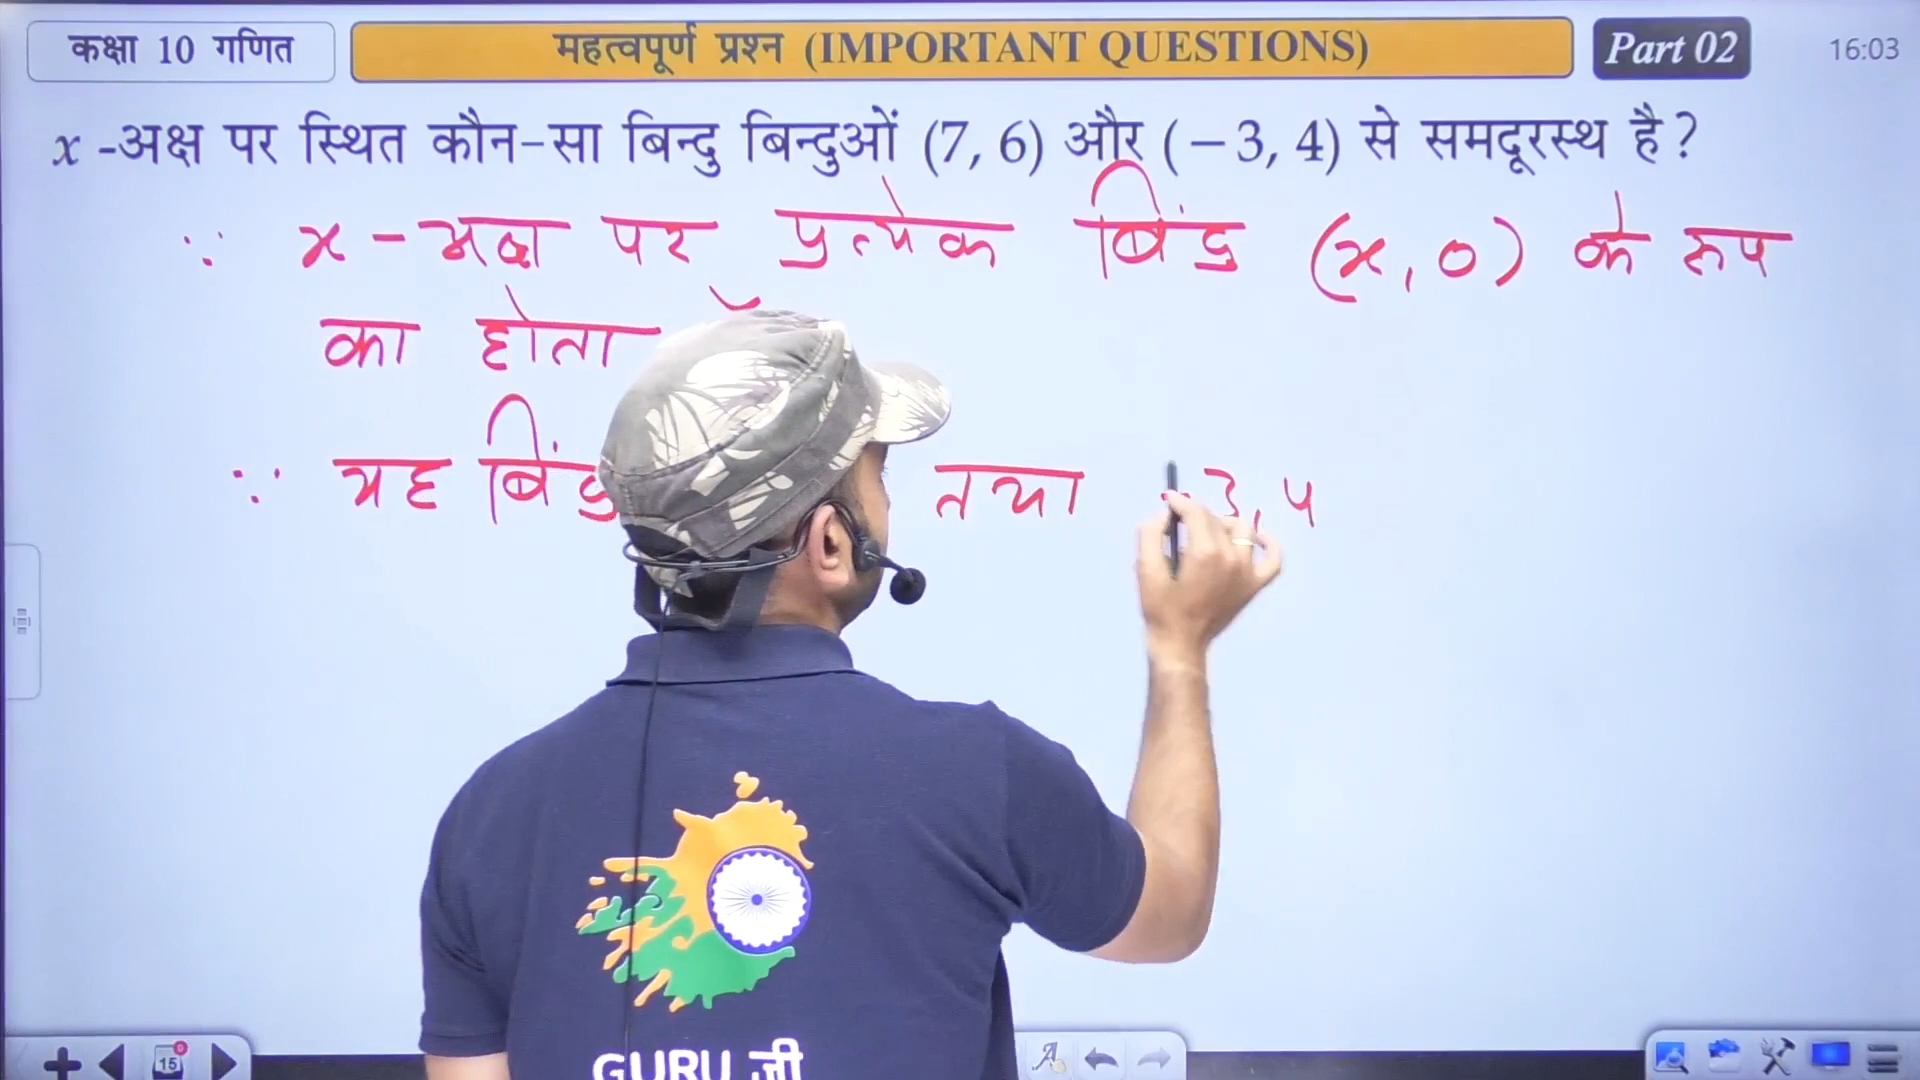 कक्षा 10 गणित
महत्वपूर्ण प्रश्न (IMPORTANT QUESTIONS)
Part 02
16:03
x -अक्ष पर स्थित कौन-सा बिन्दु बिन्दुओं (7, 6) और (−3, 4) से समदूरस्थ है?
∵ x-अक्ष पर प्रत्येक बिंदु (x, 0) के रूप
का होता
∵ यह बिंदु तथा -3, 4
15
GURU जी